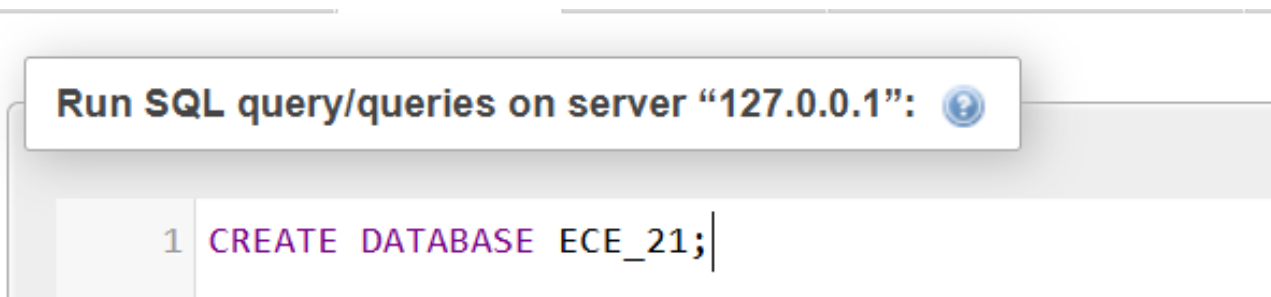 Run SQL query/queries on server “127.0.0.1”:
1 CREATE DATABASE ECE_21;